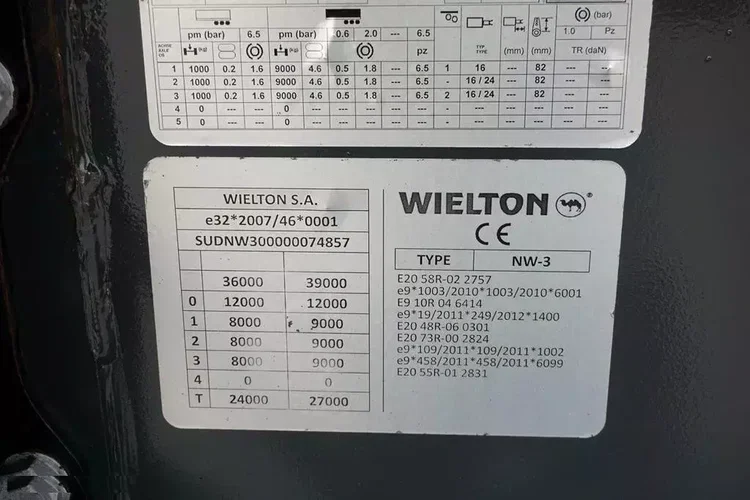 pm (bar) 6.5 pm (bar) 0.6 2.0 --- 6.5 (bar)
ACHSE AXLE (kg) (kg) pz TYP TYPE (mm) (mm) 1.0 Pz
TR (daN)
1 1000 0.2 1.6 9000 4.6 0.5 1.8 --- 6.5 1 16 --- 82 --- ---
2 1000 0.2 1.6 9000 4.6 0.5 1.8 --- 6.5 - 16 / 24 --- 82 --- ---
3 1000 0.2 1.6 9000 4.6 0.5 1.8 --- 6.5 2 16 / 24 --- 82 --- ---
4 0 --- --- 0 --- --- --- --- --- --- --- --- --- --- ---
5 0 --- --- 0 --- --- --- --- --- --- --- --- --- --- ---
WIELTON S.A.
e32*2007/46*0001
SUDNW300000074857
36000 39000
0 12000 12000
1 8000 9000
2 8000 9000
3 8000 9000
4 0 0
T 24000 27000
WIELTON ®
CE
TYPE NW-3
E20 58R-02 2757
e9*1003/2010*1003/2010*6001
E9 10R 04 6414
e9*19/2011*249/2012*1400
E20 48R-06 0301
E20 73R-00 2824
e9*109/2011*109/2011*1002
e9*458/2011*458/2011*6099
E20 55R-01 2831